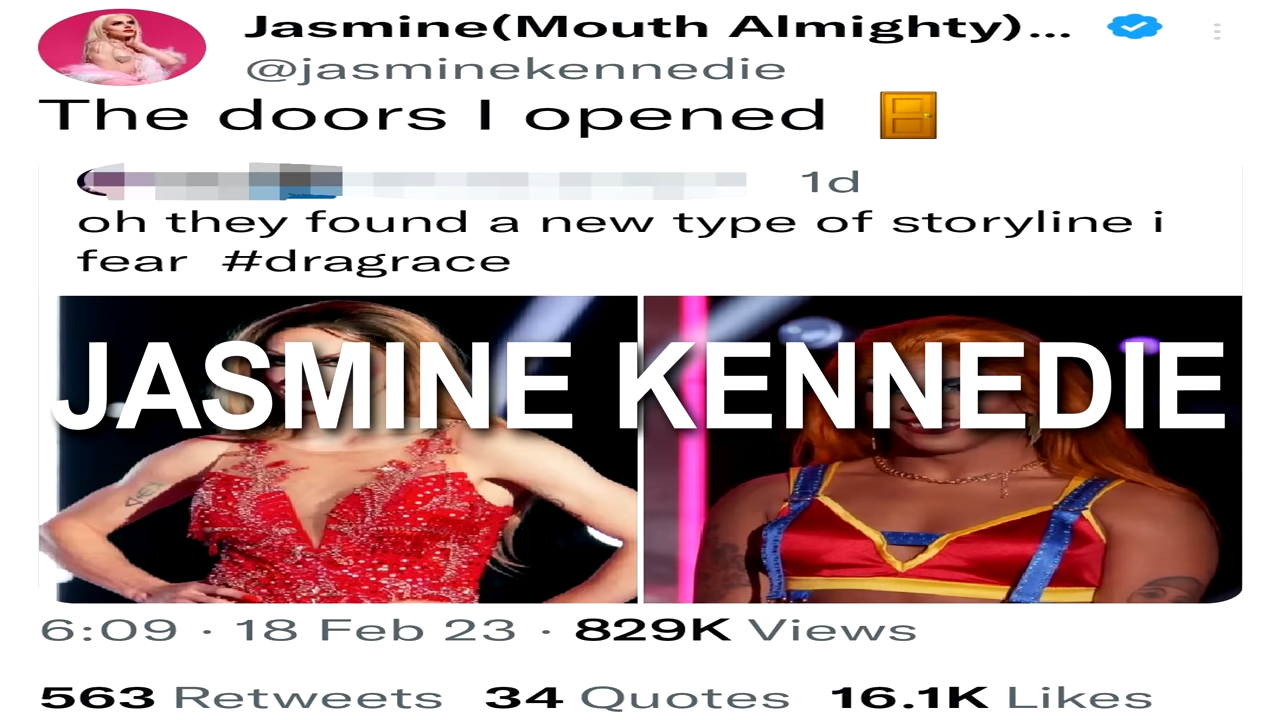 Jasmine(Mouth Almighty)...
@jasminekennedie
The doors I opened 🚪
1d
oh they found a new type of storyline i
fear #dragrace
JASMINE KENNEDIE
6:09 · 18 Feb 23 · 829K Views
563 Retweets 34 Quotes 16.1K Likes